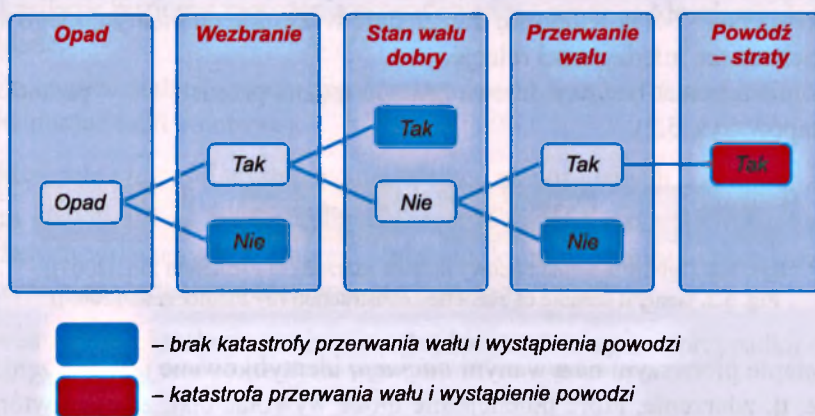 Opad
Wezbranie
Stan wału
dobry
Przerwanie
wału
Powódź
– straty
Tak
Tak
Tak
Tak
Opad
Nie
Nie
Nie
– brak katastrofy przerwania wału i wystąpienia powodzi
– katastrofa przerwania wału i wystąpienie powodzi